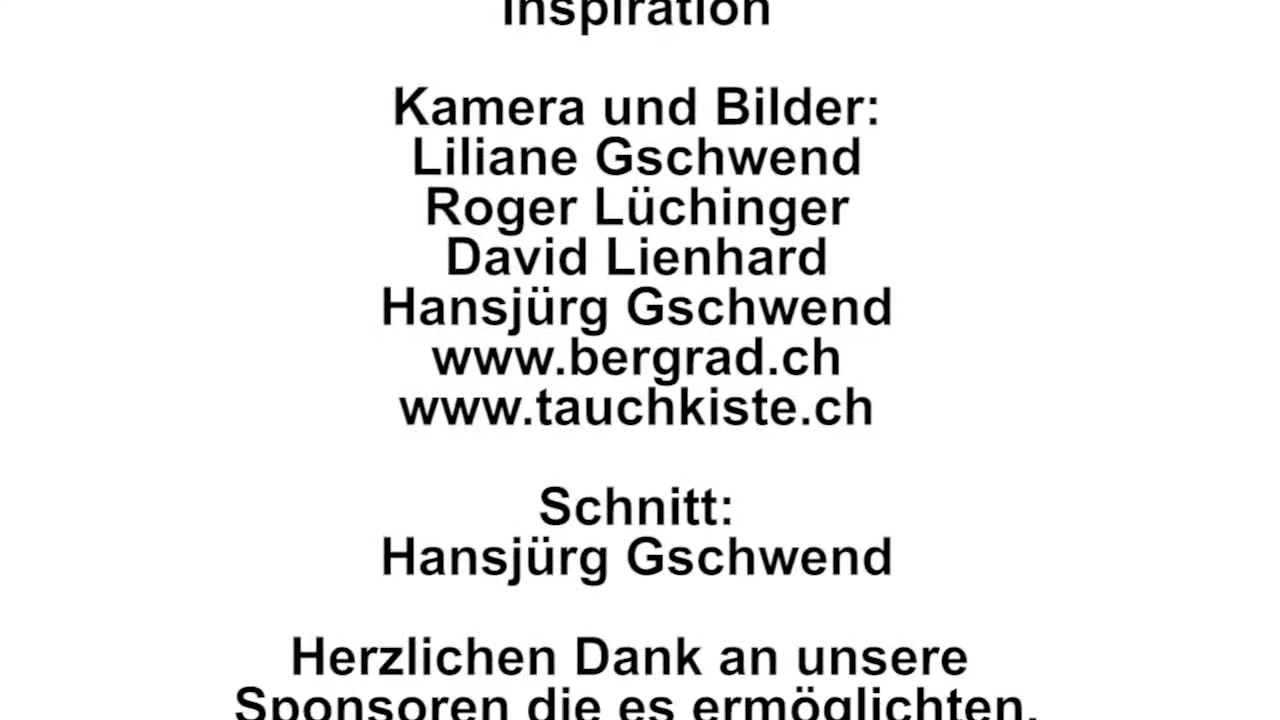 Inspiration
Kamera und Bilder:
Liliane Gschwend
Roger Lüchinger
David Lienhard
Hansjürg Gschwend
www.bergrad.ch
www.tauchkiste.ch
Schnitt:
Hansjürg Gschwend
Herzlichen Dank an unsere
Sponsoren die es ermöglichten,